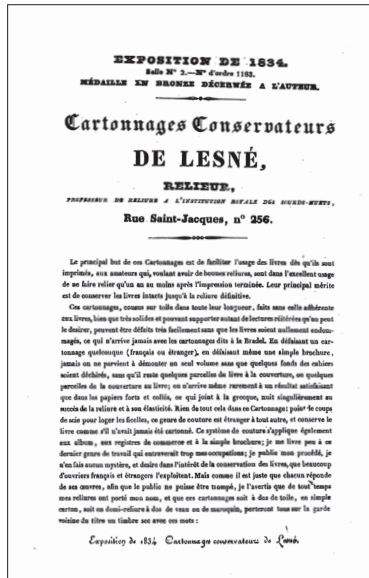 EXPOSITION DE 1834.
Salle N° 2.—N° d'ordre 1183.
MÉDAILLE EN BRONZE DÉCERNÉE A L'AUTEUR.
Cartonnages Conservateurs
DE LESNÉ,
RELIEUR,
PROFESSEUR DE RELIURE A L'INSTITUTION ROYALE DES SOURDS-MUETS,
Rue Saint-Jacques, n° 256.
Le principal but de ces Cartonnages est de faciliter l'usage des livres dès qu'ils sont
imprimés, aux amateurs qui, voulant avoir de bonnes reliures, sont dans l'excellent usage
de ne faire relier qu'un an au moins après l'impression terminée. Leur principal mérite
est de conserver les livres intacts jusqu'à la reliure définitive.
Ces cartonnages, cousus sur toile dans toute leur longueur, faits sans colle adhérente
aux livres, bien que très solides et pouvant supporter autant de lectures réitérées qu'on peut
le desirer, peuvent être défaits très facilement sans que les livres soient nullement endom-
magés, ce qui n'arrive jamais avec les cartonnages dits à la Bradel. En défaisant un car-
tonnage quelconque (français ou étranger), en défaisant même une simple brochure,
jamais on ne parvient à démonter un seul volume sans que quelques fonds des cahiers
soient déchirés, sans qu'il reste quelques parcelles de livre à la couverture, ou quelques
parcelles de la couverture au livre; on n'arrive même rarement à un résultat satisfaisant
que dans les papiers forts et collés, ce qui joint à la grecque, nuit singulièrement au
succès de la reliure et à son élasticité. Rien de tout cela dans ce Cartonnage: point de coups
de scie pour loger les ficelles, ce genre de couture est étranger à tout autre, et conserve le
livre comme s'il n'avait jamais été cartonné. Ce système de couture s'applique également
aux album, aux registres de commerce et à la simple brochure; je me livre peu à ce
dernier genre de travail qui entraverait trop mes occupations; je publie mon procédé, je
n'en fais aucun mystère, et desire dans l'intérêt de la conservation des livres, que beaucoup
d'ouvriers français et étrangers l'exploitent. Mais comme il est juste que chacun réponde
de ses œuvres, afin que le public ne puisse être trompé, je l'avertis que de tout temps
mes reliures ont porté mon nom, et que ces cartonnages soit à dos de toile, en simple
carton, soit en demi-reliure à dos de veau ou de maroquin, porteront tous sur la garde
voisine du titre un timbre sec avec ces mots :
Exposition de 1834 Cartonnages conservateurs de Lesné.